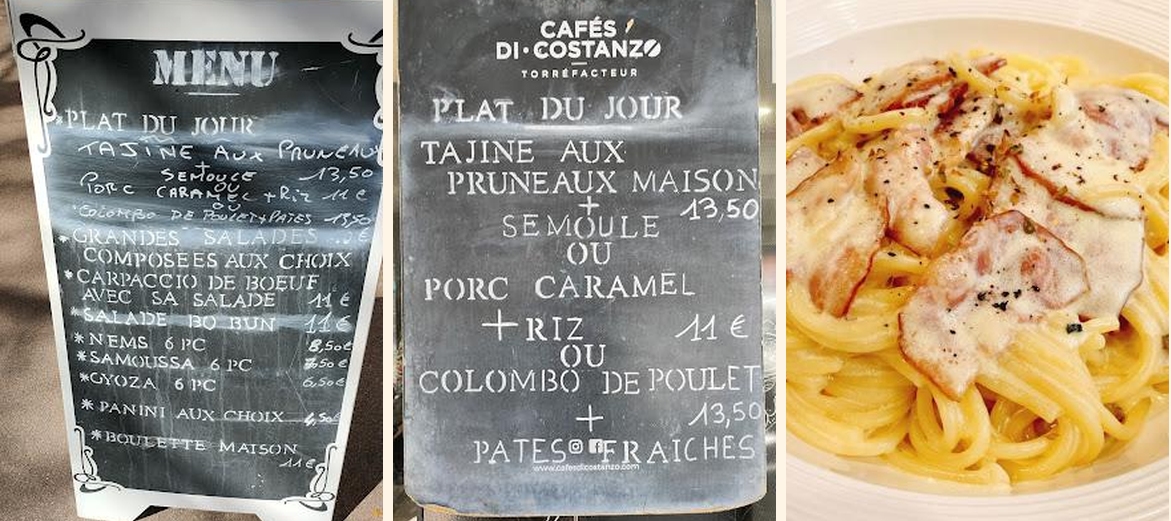 MENU
*PLAT DU JOUR
TAJINE AUX PRUNEAUX
+
SEMOULE 13,50
OU
PORC CARAMEL +RIZ 11 €
OU
*COLOMBO DE POULET+PATES 13,50
*GRANDES SALADES
COMPOSEES AUX CHOIX
*CARPACCIO DE BOEUF
AVEC SA SALADE 11 €
*SALADE BO BUN 11 €
*NEMS 6 PC 8,50€
*SAMOUSSA 6 PC 7,50€
*GYOZA 6 PC 6,50€
*PANINI AUX CHOIX 6,50€
*BOULETTE MAISON
11 €
CAFÉS
DI·COSTANZO
TORRÉFACTEUR
PLAT DU JOUR
TAJINE AUX
PRUNEAUX MAISON
+ 13,50
SEMOULE
OU
PORC CARAMEL
+RIZ 11 €
OU
COLOMBO DE POULET
+ 13,50
PATES FRAICHES
www.cafesdicostanzo.com